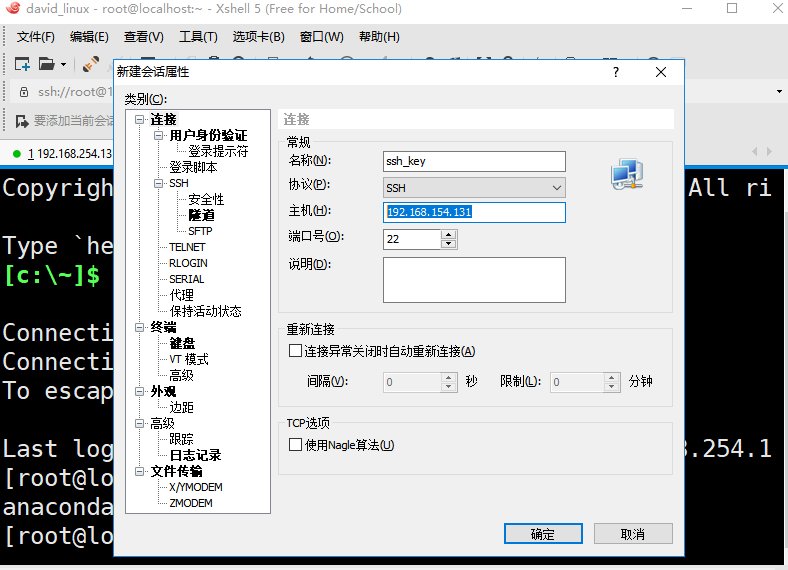 david_linux - root@localhost:~ - Xshell 5 (Free for Home/School)
文件(F) 编辑(E) 查看(V) 工具(T) 选项卡(B) 窗口(W) 帮助(H)
ssh://root@1
要添加当前会
1 192.168.254.13
新建会话属性
类别(C):
连接
用户身份验证
登录提示符
登录脚本
SSH
安全性
隧道
SFTP
TELNET
RLOGIN
SERIAL
代理
保持活动状态
终端
键盘
VT 模式
高级
外观
边距
高级
跟踪
日志记录
文件传输
X/YMODEM
ZMODEM
连接
常规
名称(N): ssh_key
协议(P): SSH
主机(H): 192.168.154.131
端口号(O): 22
说明(D):
重新连接
连接异常关闭时自动重新连接(A)
间隔(V): 0 秒 限制(L): 0 分钟
TCP选项
使用Nagle算法(U)
确定 取消
Copyrigh All ri
Type `he
[c:\~]$
Connecti
Connecti
To escap
Last log .254.1
[root@lo
anaconda
[root@lo